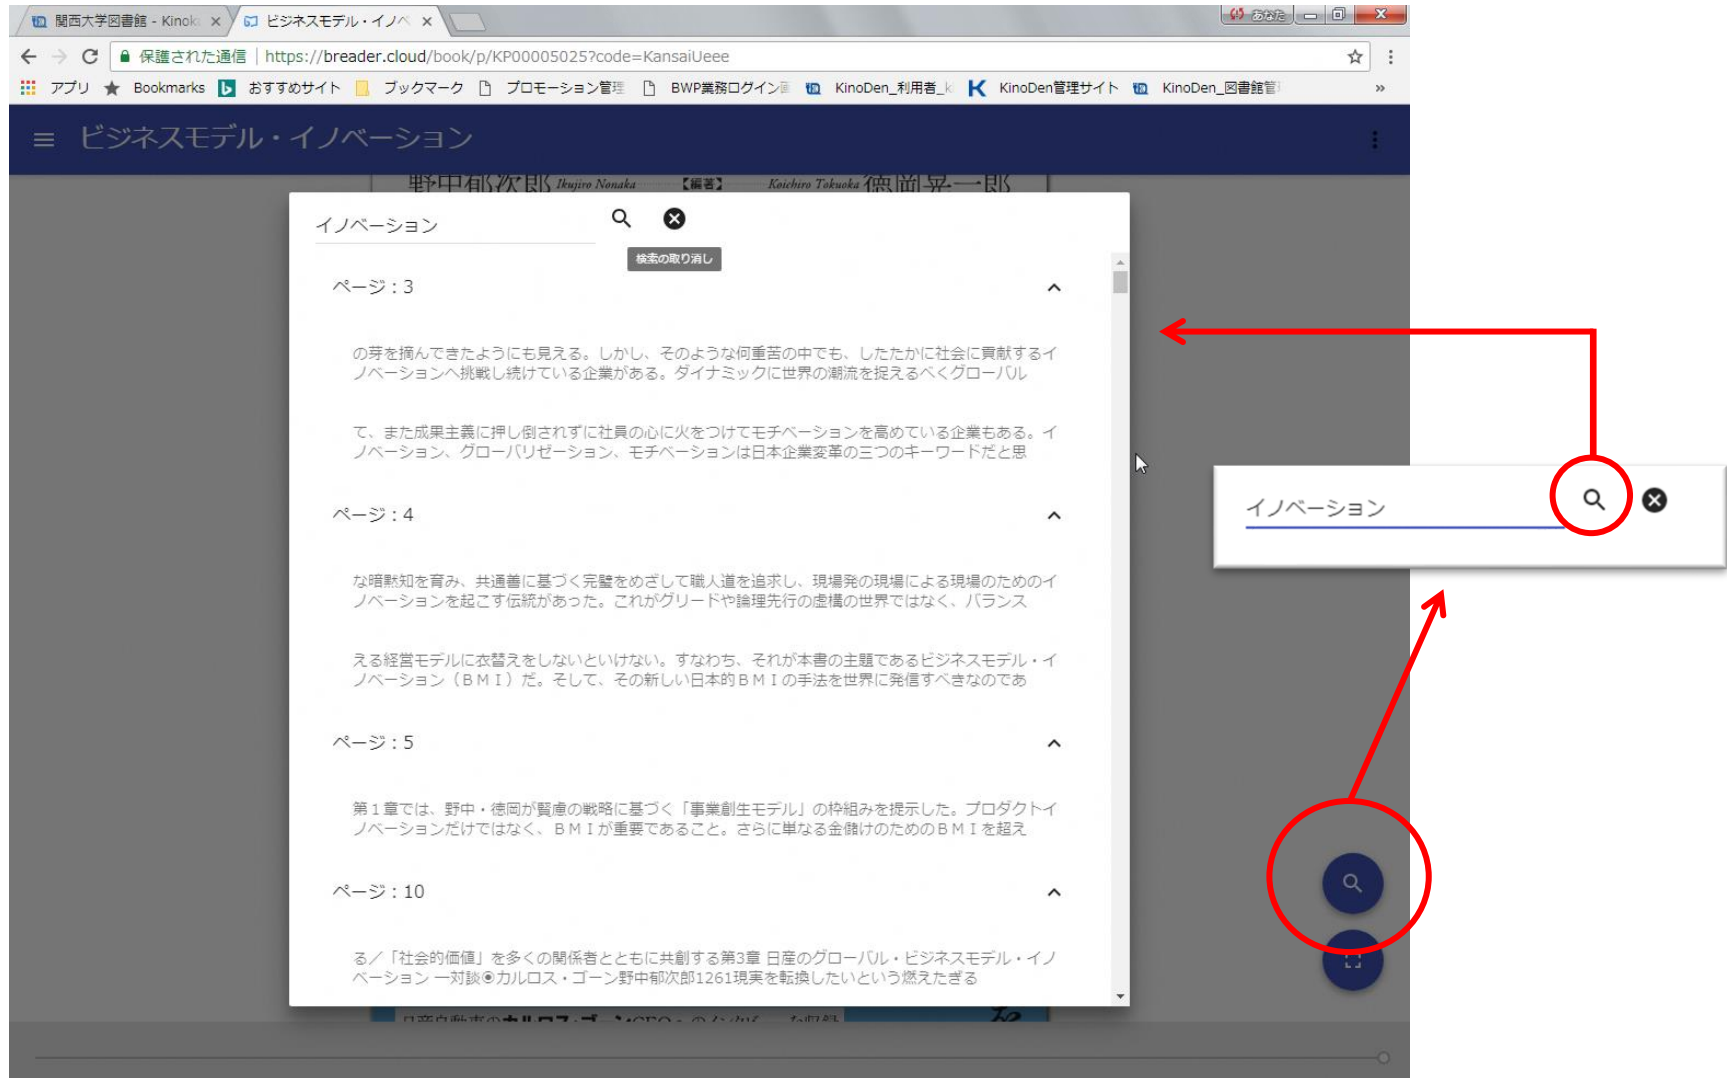 関西大学図書館 - Kinok
ビジネスモデル・イノベ
あなた
保護された通信
https://breader.cloud/book/p/KP00005025?code=KansaiUeee
アプリ
Bookmarks
おすすめサイト
ブックマーク
プロモーション管理
BWP業務ログイン
KinoDen_利用者_k
KinoDen管理サイト
KinoDen_図書館管
»
ビジネスモデル・イノベーション
野中郁次郎 Ikujiro Nonaka 【編著】 Koichiro Tokuoka 徳岡晃一郎
イノベーション
検索の取り消し
ページ : 3
の芽を摘んできたようにも見える。しかし、そのような何重苦の中でも、したたかに社会に貢献するイ
ノベーションへ挑戦し続けている企業がある。ダイナミックに世界の潮流を捉えるべくグローバル
て、また成果主義に押し倒されずに社員の心に火をつけてモチベーションを高めている企業もある。イ
ノベーション、グローバリゼーション、モチベーションは日本企業変革の三つのキーワードだと思
ページ : 4
な暗黙知を育み、共通善に基づく完璧をめざして職人道を追求し、現場発の現場による現場のためのイ
ノベーションを起こす伝統があった。これがグリードや論理先行の虚構の世界ではなく、バランス
える経営モデルに衣替えをしないといけない。すなわち、それが本書の主題であるビジネスモデル・イ
ノベーション（ＢＭＩ）だ。そして、その新しい日本的ＢＭＩの手法を世界に発信すべきなのであ
ページ : 5
第１章では、野中・徳岡が賢慮の戦略に基づく「事業創生モデル」の枠組みを提示した。プロダクトイ
ノベーションだけではなく、ＢＭＩが重要であること。さらに単なる金儲けのためのＢＭＩを超え
ページ : 10
る／「社会的価値」を多くの関係者とともに共創する第3章 日産のグローバル・ビジネスモデル・イノ
ベーション ー対談◉カルロス・ゴーン野中郁次郎1261現実を転換したいという燃えたぎる
イノベーション